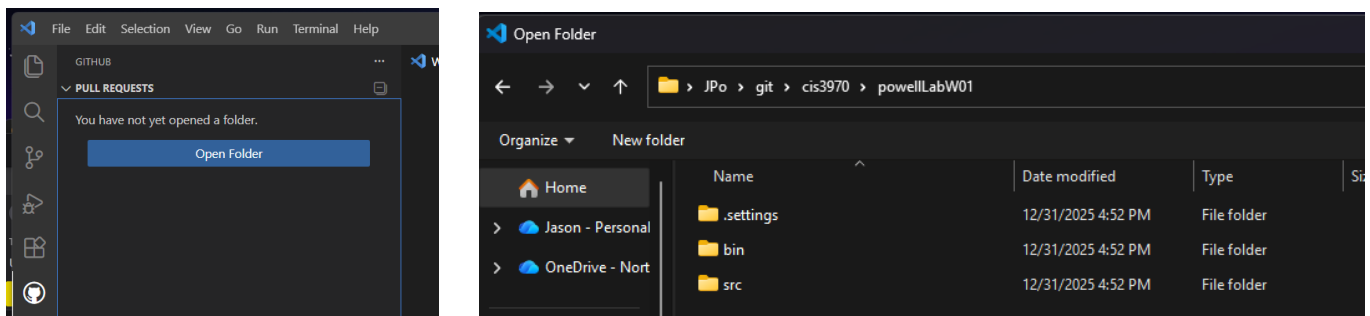 File Edit Selection View Go Run Terminal Help
GITHUB
PULL REQUESTS
You have not yet opened a folder.
Open Folder
Open Folder
JPo > git > cis3970 > powellLabW01
Organize New folder
Name Date modified Type
Home
Jason - Personal
OneDrive - Nort
.settings 12/31/2025 4:52 PM File folder
bin 12/31/2025 4:52 PM File folder
src 12/31/2025 4:52 PM File folder